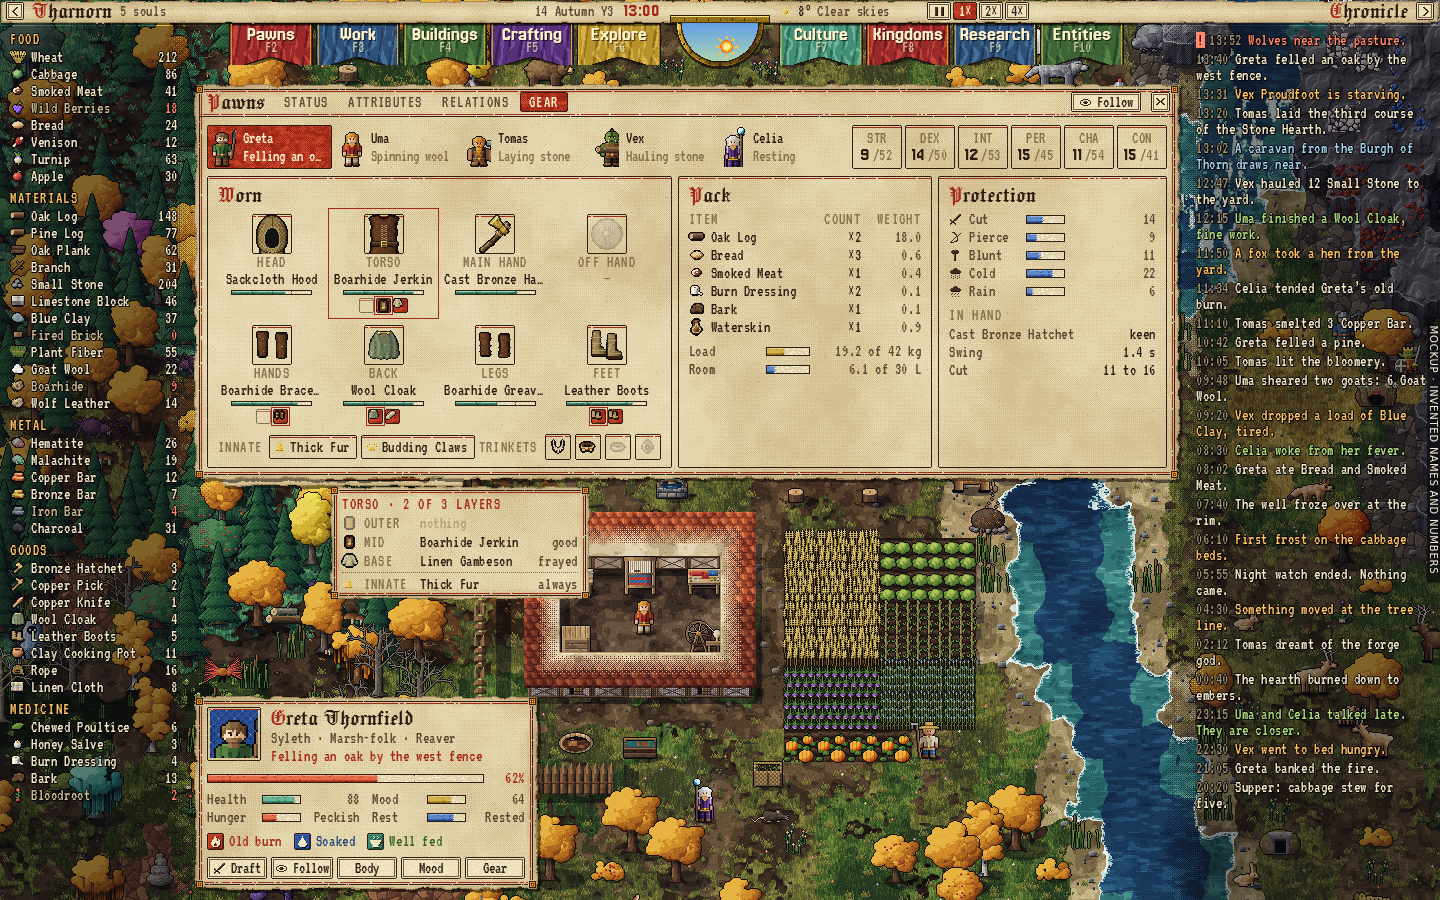 Tharnorn 5 souls
14 Autumn Y3 13:00
8° Clear skies
1X 2X 4X
Chronicle
Pawns F2
Work F3
Buildings F4
Crafting F5
Explore F6
Culture F7
Kingdoms F8
Research F9
Entities F10
FOOD
Wheat 212
Cabbage 86
Smoked Meat 41
Wild Berries 18
Bread 24
Venison 12
Turnip 63
Apple 30
MATERIALS
Oak Log 148
Pine Log 77
Oak Plank 62
Branch 31
Small Stone 204
Limestone Block 46
Blue Clay 37
Fired Brick 0
Plant Fiber 55
Goat Wool 22
Boarhide 9
Wolf Leather 14
METAL
Hematite 26
Malachite 19
Copper Bar 12
Bronze Bar 7
Iron Bar 4
Charcoal 31
GOODS
Bronze Hatchet 3
Copper Pick 2
Copper Knife 1
Wool Cloak 4
Leather Boots 5
Clay Cooking Pot 11
Rope 16
Linen Cloth 8
MEDICINE
Chewed Poultice 6
Honey Salve 3
Burn Dressing 4
Bark 13
Bloodroot 2
Pawns STATUS ATTRIBUTES RELATIONS GEAR
Follow
Greta
Felling an o…
Uma
Spinning wool
Tomas
Laying stone
Vex
Hauling stone
Celia
Resting
STR
9 /52
DEX
14 /50
INT
12 /53
PER
15 /45
CHA
11 /54
CON
15 /41
Worn
HEAD
Sackcloth Hood
TORSO
Boarhide Jerkin
MAIN HAND
Cast Bronze Ha…
OFF HAND
–
HANDS
Boarhide Brace…
BACK
Wool Cloak
LEGS
Boarhide Greav…
FEET
Leather Boots
INNATE Thick Fur Budding Claws TRINKETS
Pack
ITEM COUNT WEIGHT
Oak Log X2 18.0
Bread X3 0.6
Smoked Meat X1 0.4
Burn Dressing X2 0.1
Bark X1 0.1
Waterskin X1 0.9
Load 19.2 of 42 kg
Room 6.1 of 30 L
Protection
Cut 14
Pierce 9
Blunt 11
Cold 22
Rain 6
IN HAND
Cast Bronze Hatchet keen
Swing 1.4 s
Cut 11 to 16
TORSO · 2 OF 3 LAYERS
OUTER nothing
MID Boarhide Jerkin good
BASE Linen Gambeson frayed
INNATE Thick Fur always
Greta Thornfield
Syleth · Marsh-folk · Reaver
Felling an oak by the west fence
62%
Health 88 Mood 64
Hunger Peckish Rest Rested
Old burn Soaked Well fed
Draft Follow Body Mood Gear
! 13:52 Wolves near the pasture.
13:40 Greta felled an oak by the
west fence.
13:31 Vex Proudfoot is starving.
13:20 Tomas laid the third course
of the Stone Hearth.
13:02 A caravan from the Burgh of
Thorn draws near.
12:47 Vex hauled 12 Small Stone to
the yard.
12:15 Uma finished a Wool Cloak,
fine work.
11:50 A fox took a hen from the
yard.
11:34 Celia tended Greta's old
burn.
11:10 Tomas smelted 3 Copper Bar.
10:42 Greta felled a pine.
10:05 Tomas lit the bloomery.
09:48 Uma sheared two goats: 6 Goat
Wool.
09:20 Vex dropped a load of Blue
Clay, tired.
08:30 Celia woke from her fever.
08:02 Greta ate Bread and Smoked
Meat.
07:40 The well froze over at the
rim.
06:10 First frost on the cabbage
beds.
05:55 Night watch ended. Nothing
came.
04:30 Something moved at the tree
line.
02:12 Tomas dreamt of the forge
god.
00:40 The hearth burned down to
embers.
23:15 Uma and Celia talked late.
They are closer.
22:30 Vex went to bed hungry.
21:05 Greta banked the fire.
20:20 Supper: cabbage stew for
five.
MOCKUP · INVENTED NAMES AND NUMBERS